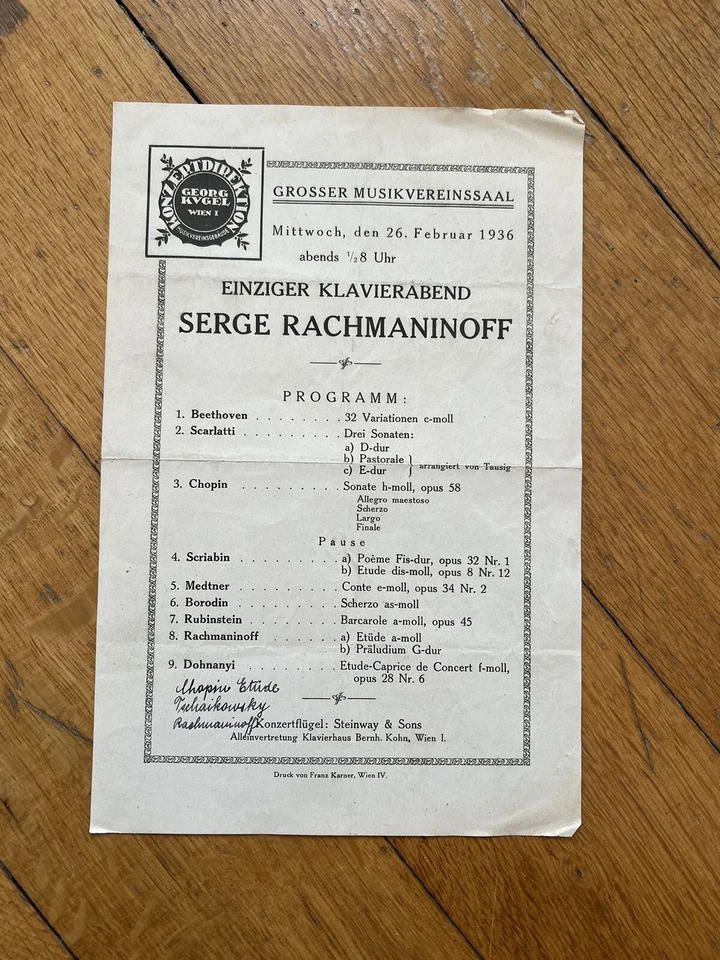 KONZERTDIREKTION
GEORG
KVGEL
WIEN I
MUSIKVEREINSGEBÄUDE
GROSSER MUSIKVEREINSSAAL
Mittwoch, den 26. Februar 1936
abends ½8 Uhr
EINZIGER KLAVIERABEND
SERGE RACHMANINOFF
PROGRAMM:
1. Beethoven . . . . . . . . 32 Variationen c-moll
2. Scarlatti . . . . . . . . . Drei Sonaten:
a) D-dur
b) Pastorale
c) E-dur } arrangiert von Tausig
3. Chopin . . . . . . . . . Sonate h-moll, opus 58
Allegro maestoso
Scherzo
Largo
Finale
Pause
4. Scriabin . . . . . . . . . a) Poème Fis-dur, opus 32 Nr. 1
b) Etude dis-moll, opus 8 Nr. 12
5. Medtner . . . . . . . . . Conte e-moll, opus 34 Nr. 2
6. Borodin . . . . . . . . . Scherzo as-moll
7. Rubinstein . . . . . . . . Barcarole a-moll, opus 45
8. Rachmaninoff . . . . . . a) Etüde a-moll
b) Präludium G-dur
9. Dohnanyi . . . . . . . . Etude-Caprice de Concert f-moll,
opus 28 Nr. 6
Chopin Etüde
Tschaikowsky
Rachmaninoff
Konzertflügel: Steinway & Sons
Alleinvertretung Klavierhaus Bernh. Kohn, Wien I.
Druck von Franz Karner, Wien IV.